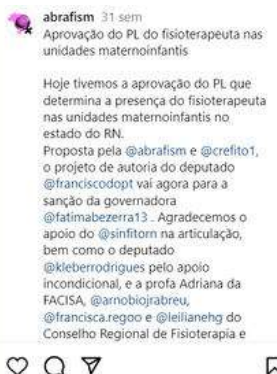 abrafism 31 sem
Aprovação do PL do fisioterapeuta nas
unidades maternoinfantis
Hoje tivemos a aprovação do PL que
determina a presença do fisioterapeuta
nas unidades maternoinfantis no
estado do RN.
Proposta pela @abrafism e @crefito1,
o projeto de autoria do deputado
@franciscodopt vai agora para a
sanção da governadora
@fatimabezerra13 . Agradecemos o
apoio do @sinfitorn na articulação,
bem como o deputado
@kleberrodrigues pelo apoio
incondicional, e a profa Adriana da
FACISA, @arnobiojrabreu,
@francisca.regoo e @leilianehg do
Conselho Regional de Fisioterapia e